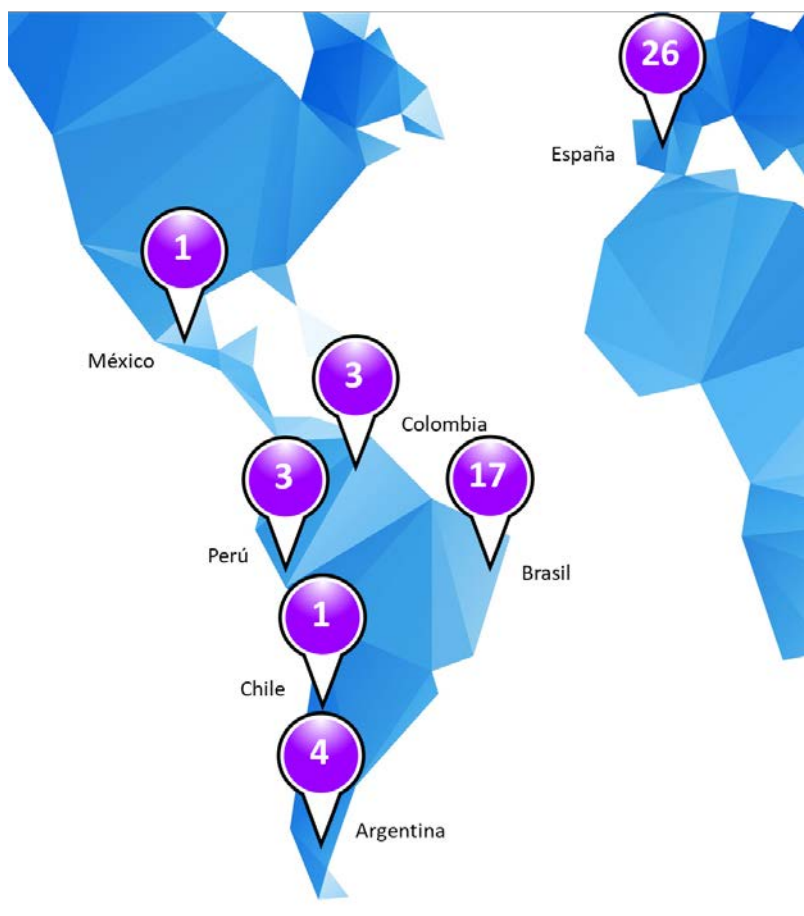 26
España
1
México
3
Colombia
3
17
Perú
Brasil
1
Chile
4
Argentina